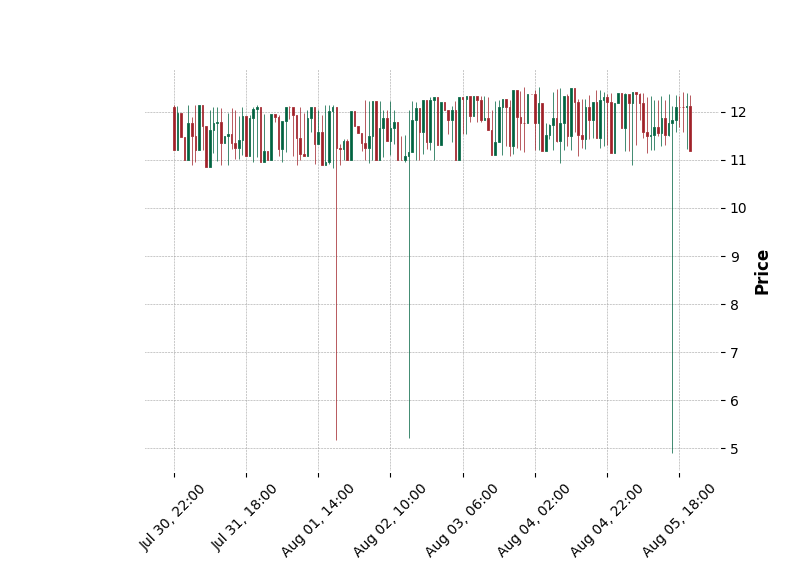 12
11
10
9
8
7
6
5
Price
Jul 30, 22:00
Jul 31, 18:00
Aug 01, 14:00
Aug 02, 10:00
Aug 03, 06:00
Aug 04, 02:00
Aug 04, 22:00
Aug 05, 18:00